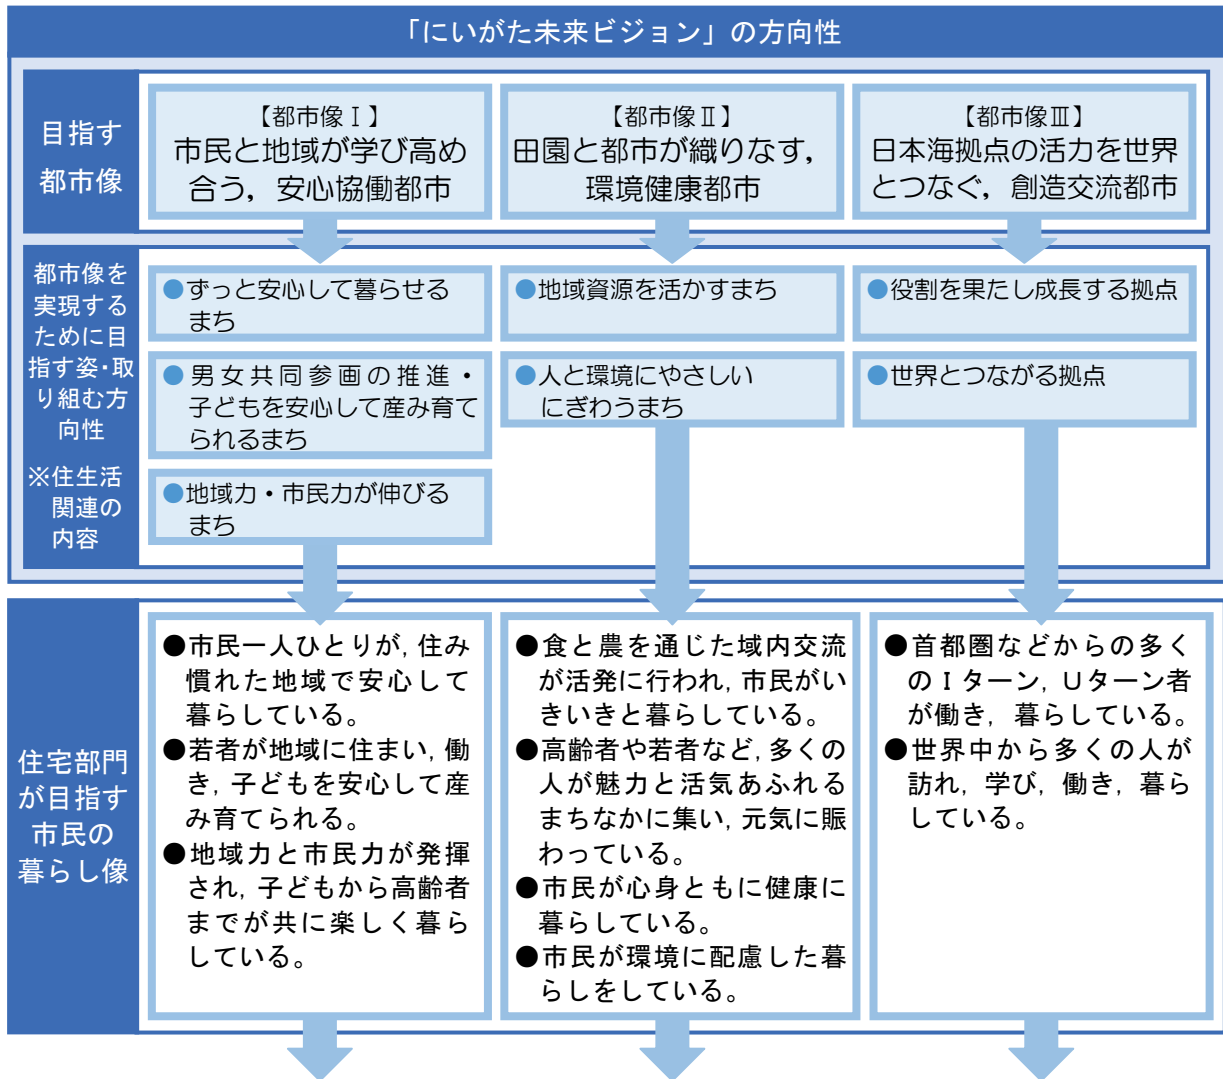 「にいがた未来ビジョン」の方向性
目指す
都市像
【都市像Ⅰ】
市民と地域が学び高め
合う，安心協働都市
【都市像Ⅱ】
田園と都市が織りなす，
環境健康都市
【都市像Ⅲ】
日本海拠点の活力を世界
とつなぐ，創造交流都市
都市像を
実現する
ために目
指す姿・取
り組む方
向性
※住生活
関連の
内容
●ずっと安心して暮らせる
まち
●男女共同参画の推進・
子どもを安心して産み育て
られるまち
●地域力・市民力が伸びる
まち
●地域資源を活かすまち
●人と環境にやさしい
にぎわうまち
●役割を果たし成長する拠点
●世界とつながる拠点
住宅部門
が目指す
市民の
暮らし像
●市民一人ひとりが，住み
慣れた地域で安心して
暮らしている。
●若者が地域に住まい，働
き，子どもを安心して産
み育てられる。
●地域力と市民力が発揮
され，子どもから高齢者
までが共に楽しく暮ら
している。
●食と農を通じた域内交流
が活発に行われ，市民がい
きいきと暮らしている。
●高齢者や若者など，多くの
人が魅力と活気あふれる
まちなかに集い，元気に賑
わっている。
●市民が心身ともに健康に
暮らしている。
●市民が環境に配慮した暮
らしをしている。
●首都圏などからの多く
のＩターン，Ｕターン者
が働き，暮らしている。
●世界中から多くの人が
訪れ，学び，働き，暮ら
している。